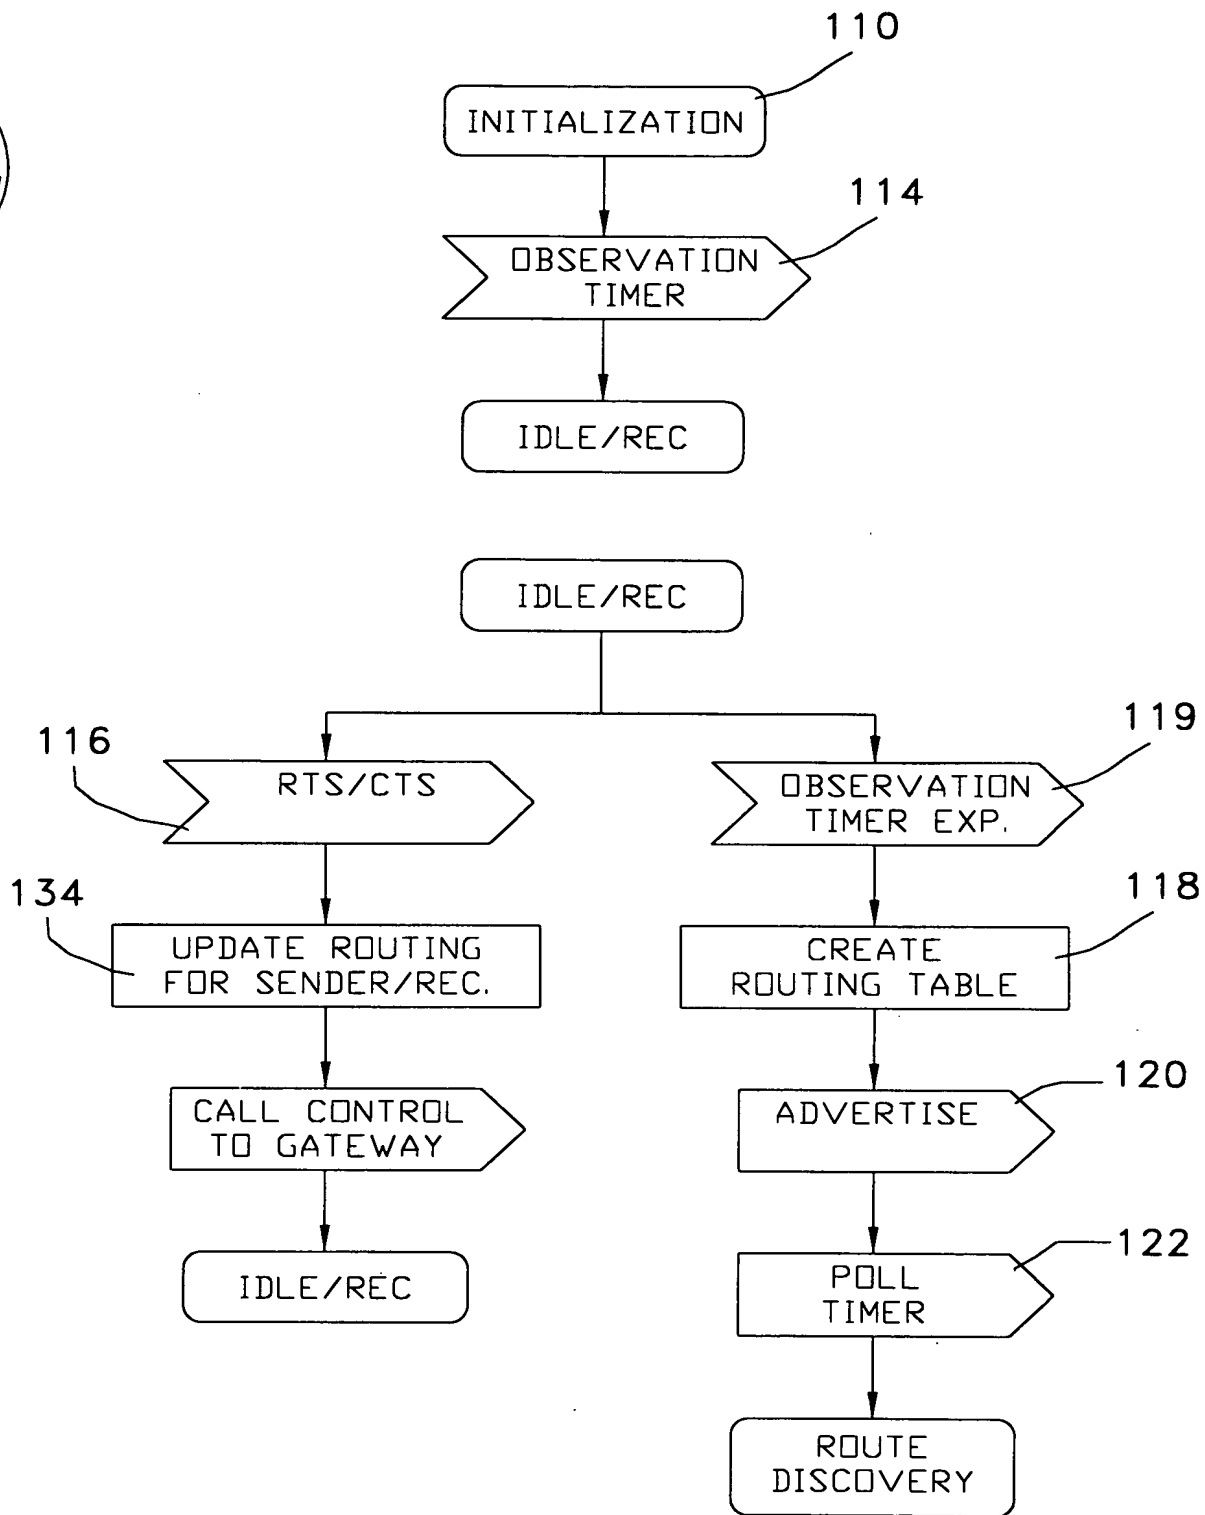 110
INITIALIZATION
114
OBSERVATION
TIMER
IDLE/REC
IDLE/REC
116
RTS/CTS
119
OBSERVATION
TIMER EXP.
134
UPDATE ROUTING
FOR SENDER/REC.
118
CREATE
ROUTING TABLE
CALL CONTROL
TO GATEWAY
120
ADVERTISE
IDLE/REC
122
POLL
TIMER
ROUTE
DISCOVERY